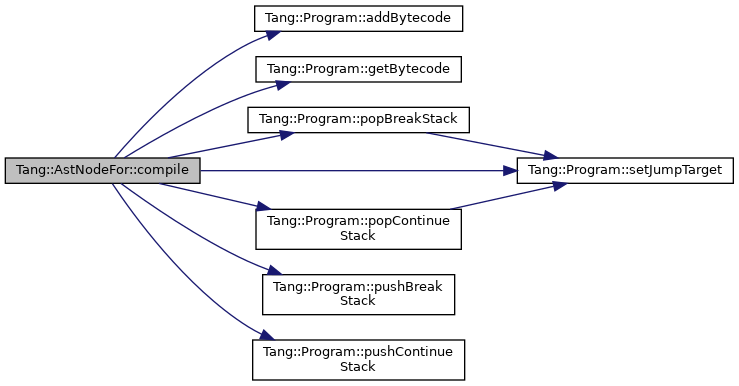 Tang::Program::addBytecode
Tang::Program::getBytecode
Tang::Program::popBreakStack
Tang::AstNodeFor::compile
Tang::Program::setJumpTarget
Tang::Program::popContinue
Stack
Tang::Program::pushBreak
Stack
Tang::Program::pushContinue
Stack